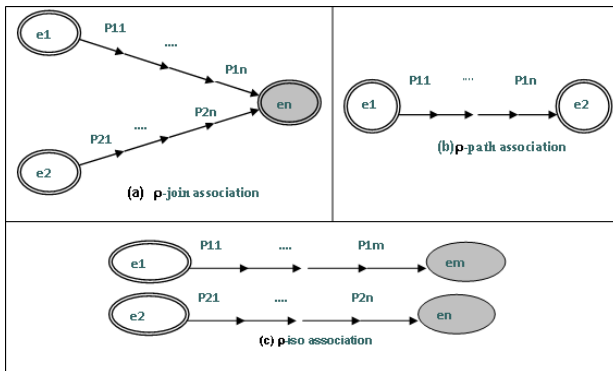 e1
P11 .... P1n
en
P21 .... P2n
e2
(a) ρ-join association
P11 .... P1n
e1 e2
(b)ρ-path association
P11 .... P1m
e1 em
P21 .... P2n
e2 en
(c) ρ-iso association